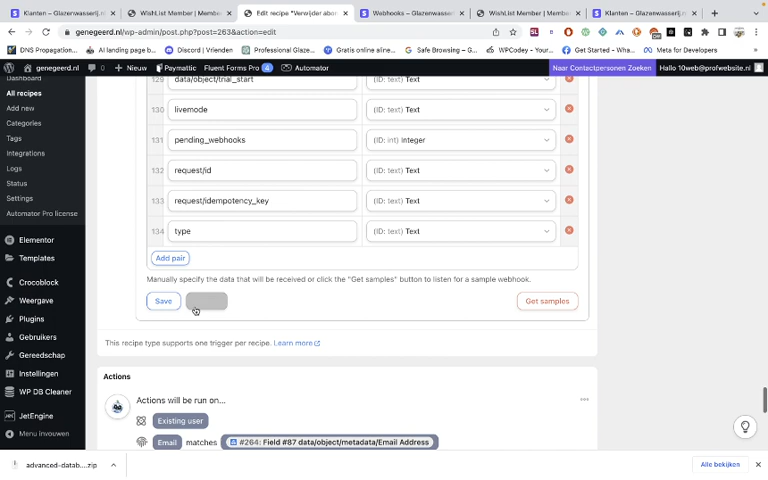 Klanten – Glazenwasserij.n
WishList Member | Member
Edit recipe "Verwijder abon
Webhooks – Glazenwasser
WishList Member | Member
Klanten – Glazenwasserij.n
genegeerd.nl/wp-admin/post.php?post=263&action=edit
DNS Propagation...
AI landing page b...
Discord | Vrienden
Professional Glaze...
Gratis online aline...
Safe Browsing – G...
WPCodey - Your...
Get Started - Wha...
Meta for Developers
genegeerd.nl 0 + Nieuw Paymattic Fluent Forms Pro 4 Automator Naar Contactpersonen Zoeken Hallo 10web@profwebsite.nl
Dashboard
All recipes
Add new
Categories
Tags
Integrations
Logs
Status
Settings
Automator Pro license
Elementor
Templates
Crocoblock
Weergave
Plugins
Gebruikers
Gereedschap
Instellingen
WP DB Cleaner
JetEngine
Menu invouwen
129 data/object/trial_start (ID: text) Text
130 livemode (ID: text) Text
131 pending_webhooks (ID: int) Integer
132 request/id (ID: text) Text
133 request/idempotency_key (ID: text) Text
134 type (ID: text) Text
Add pair
Manually specify the data that will be received or click the "Get samples" button to listen for a sample webhook.
Save
Get samples
This recipe type supports one trigger per recipe. Learn more
Actions
Actions will be run on...
Existing user
Email matches #264: Field #87 data/object/metadata/Email Address
advanced-datab....zip
Alle bekijken